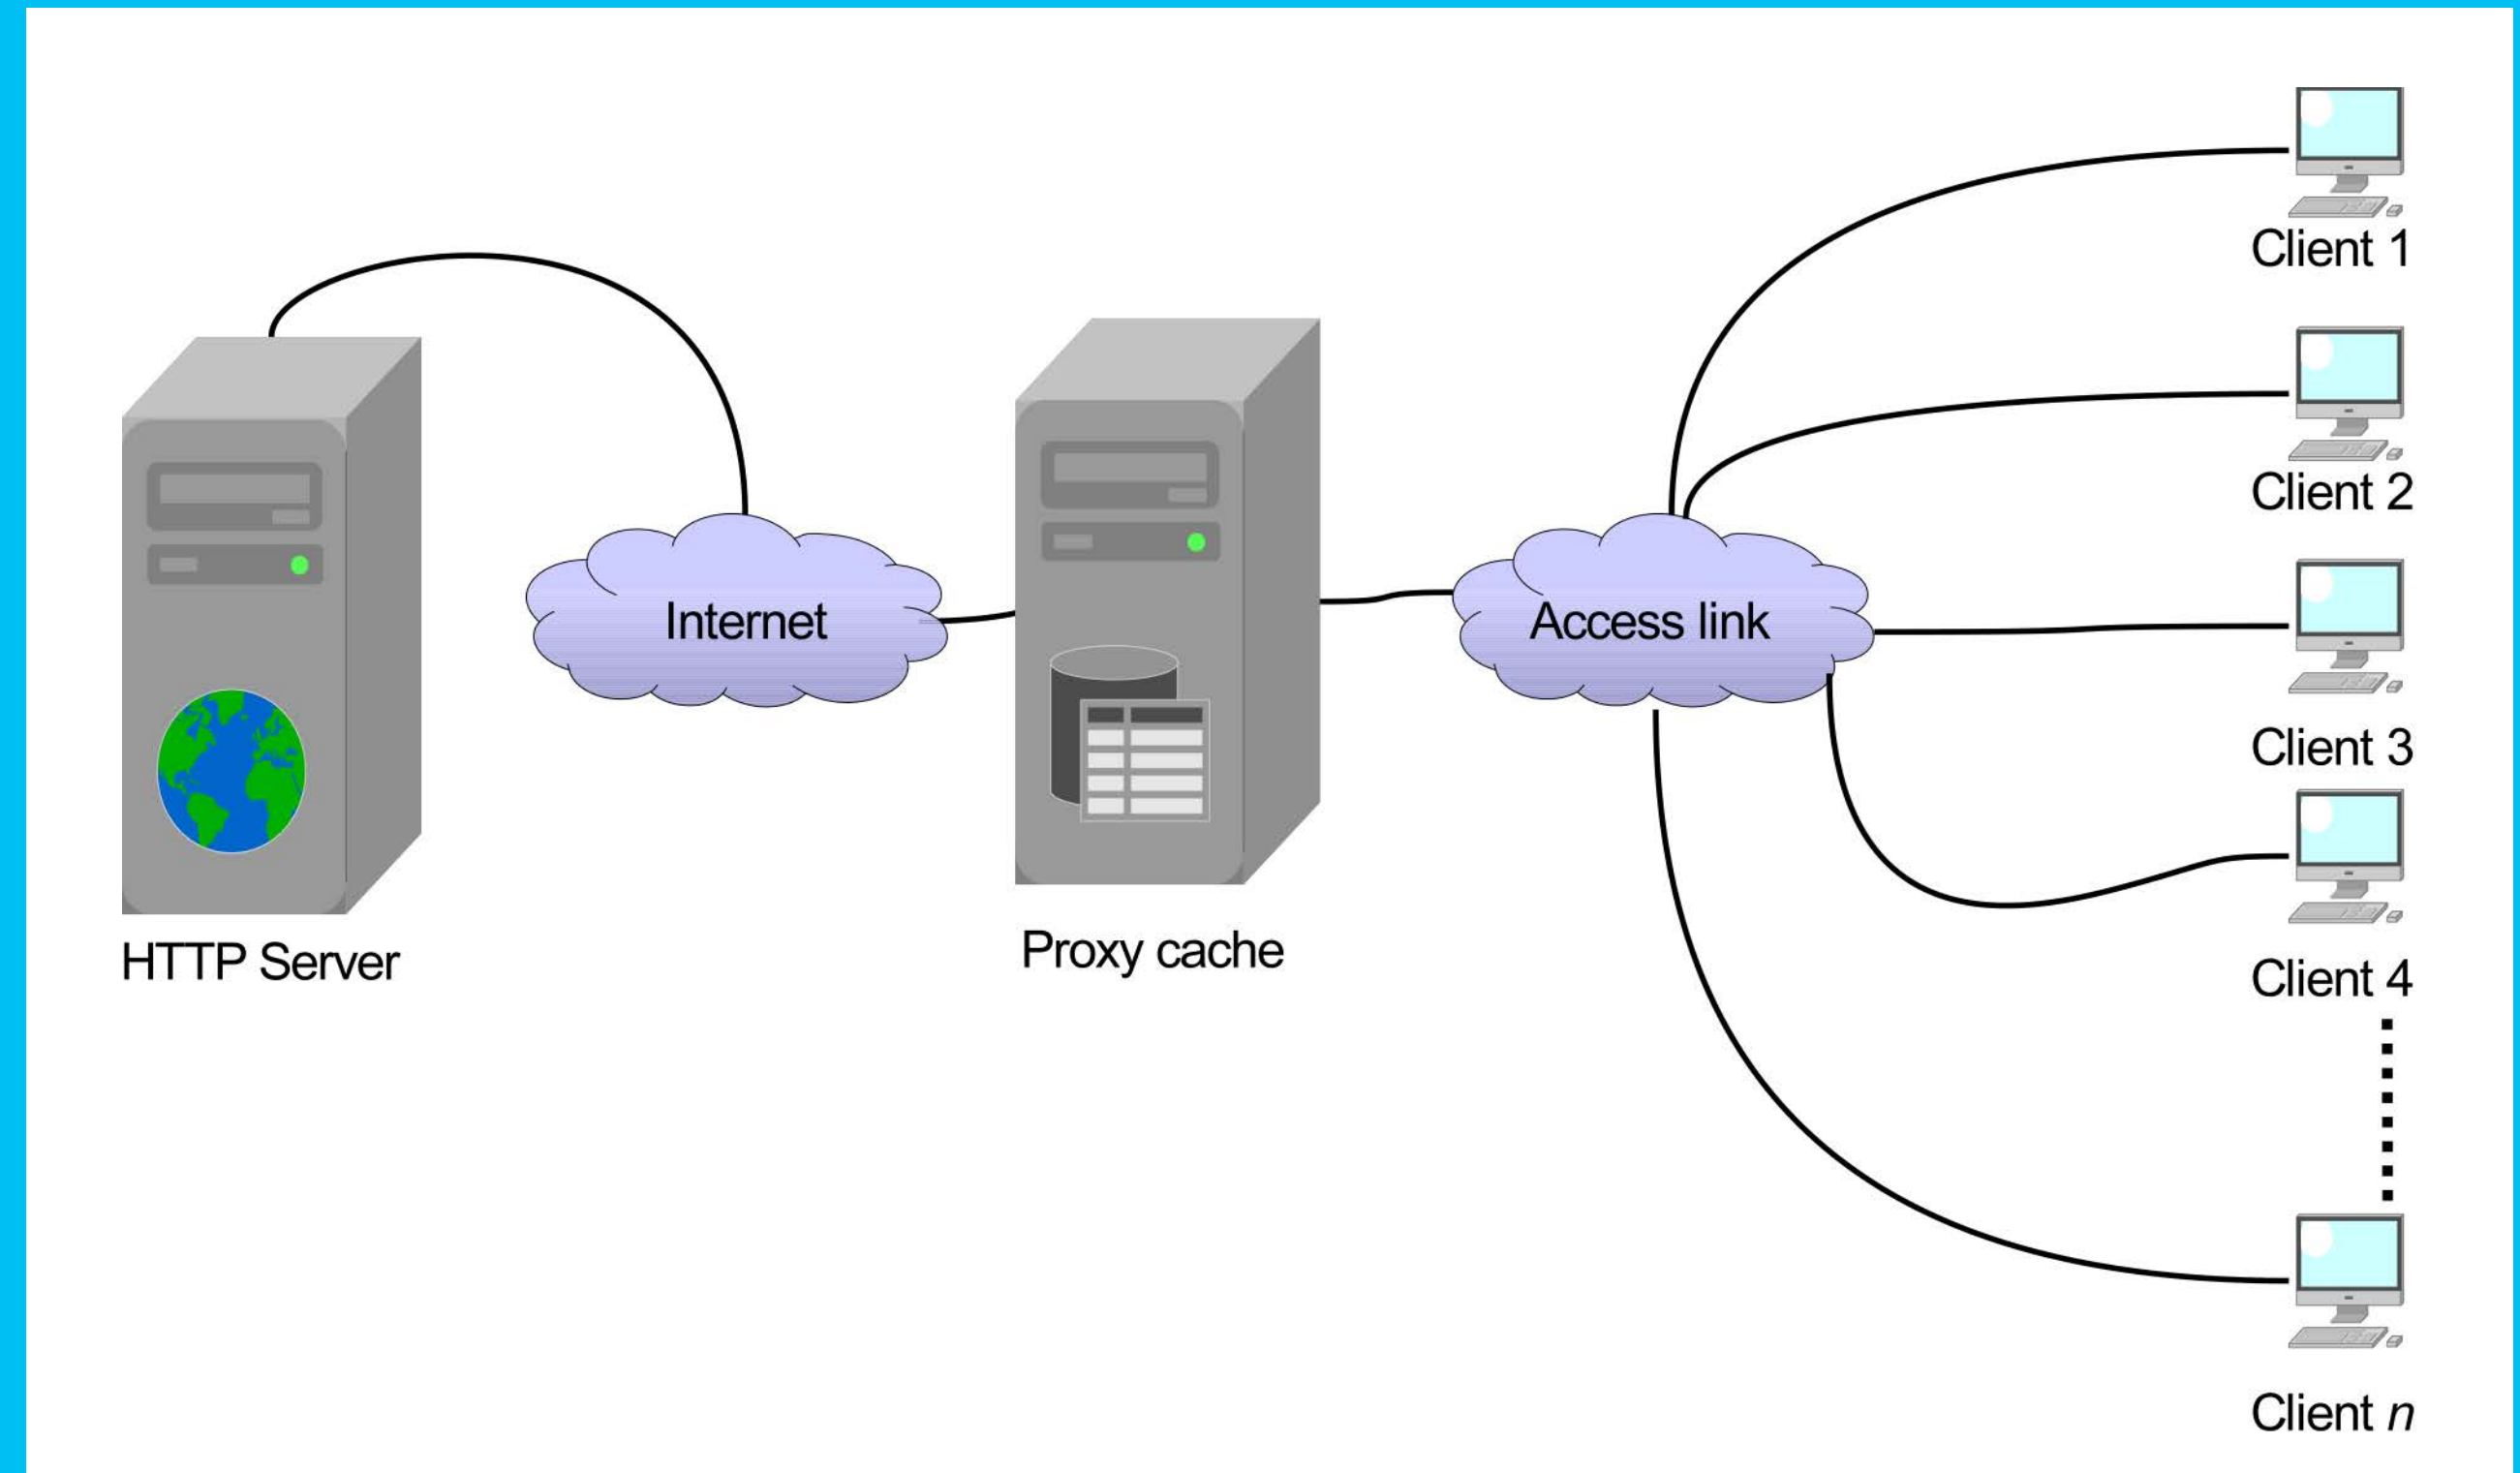 Client 1
Client 2
Internet
Access link
Client 3
HTTP Server
Proxy cache
Client 4
Client n